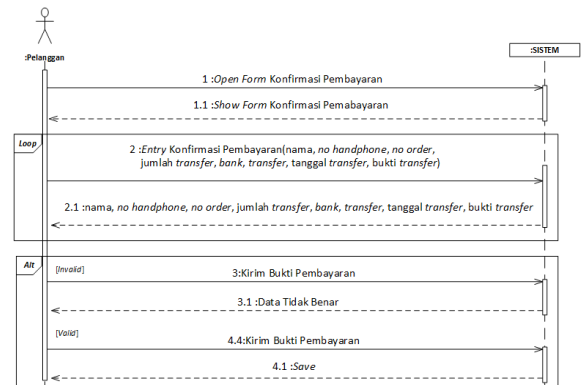 :Pelanggan
:SISTEM
1 :Open Form Konfirmasi Pembayaran
1.1 :Show Form Konfirmasi Pemabayaran
Loop
2 :Entry Konfirmasi Pembayaran(nama, no handphone, no order,
jumlah transfer, bank, transfer, tanggal transfer, bukti transfer)
2.1 :nama, no handphone, no order, jumlah transfer, bank, transfer, tanggal transfer, bukti transfer
Alt
[Invalid]
3:Kirim Bukti Pembayaran
3.1 :Data Tidak Benar
[Valid]
4.4:Kirim Bukti Pembayaran
4.1 :Save